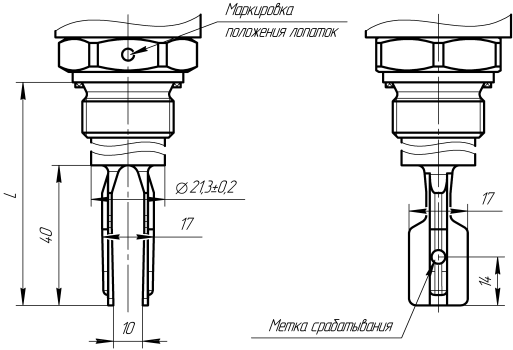 Маркировка
положения лопаток
L
40
⌀21,3±0,2
17
10
17
14
Метка срабатывания